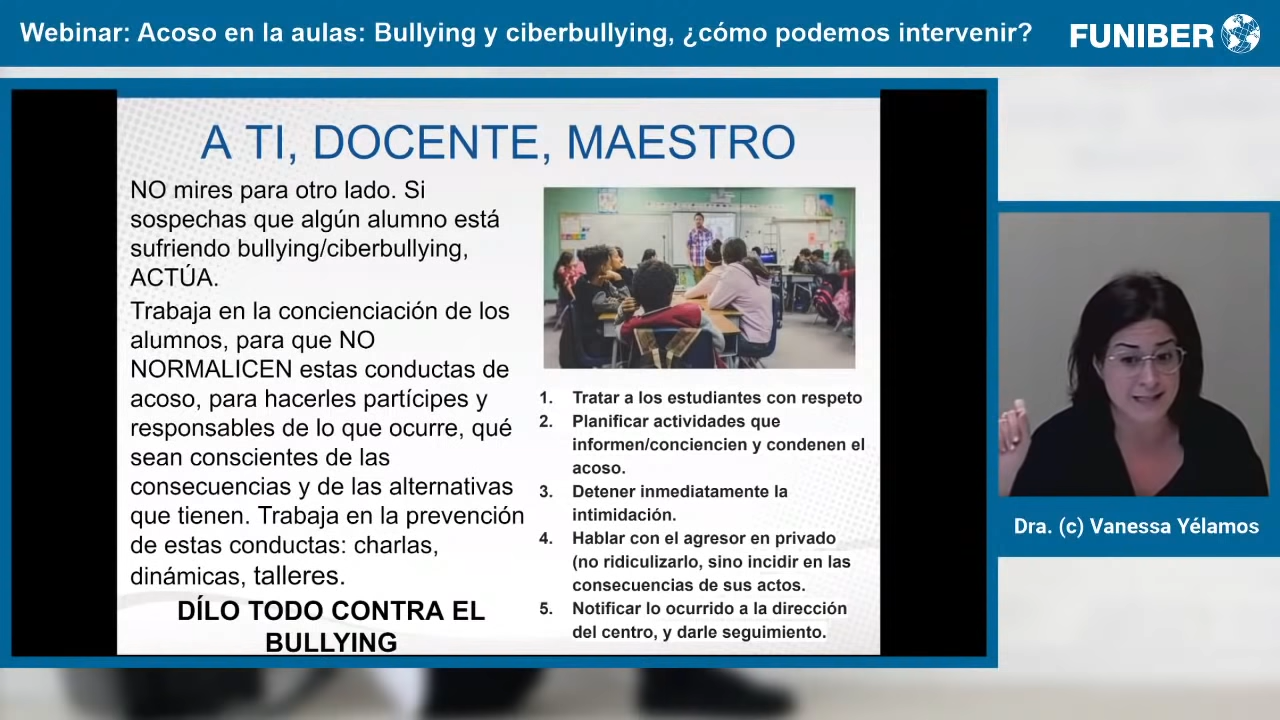 Webinar: Acoso en la aulas: Bullying y ciberbullying, ¿cómo podemos intervenir?
FUNIBER
A TI, DOCENTE, MAESTRO
NO mires para otro lado. Si
sospechas que algún alumno está
sufriendo bullying/ciberbullying,
ACTÚA.
Trabaja en la concienciación de los
alumnos, para que NO
NORMALICEN estas conductas de
acoso, para hacerles partícipes y
responsables de lo que ocurre, qué
sean conscientes de las
consecuencias y de las alternativas
que tienen. Trabaja en la prevención
de estas conductas: charlas,
dinámicas, talleres.
DÍLO TODO CONTRA EL
BULLYING
1. Tratar a los estudiantes con respeto
2. Planificar actividades que
informen/conciencien y condenen el
acoso.
3. Detener inmediatamente la
intimidación.
4. Hablar con el agresor en privado
(no ridiculizarlo, sino incidir en las
consecuencias de sus actos.
5. Notificar lo ocurrido a la dirección
del centro, y darle seguimiento.
Dra. (c) Vanessa Yélamos